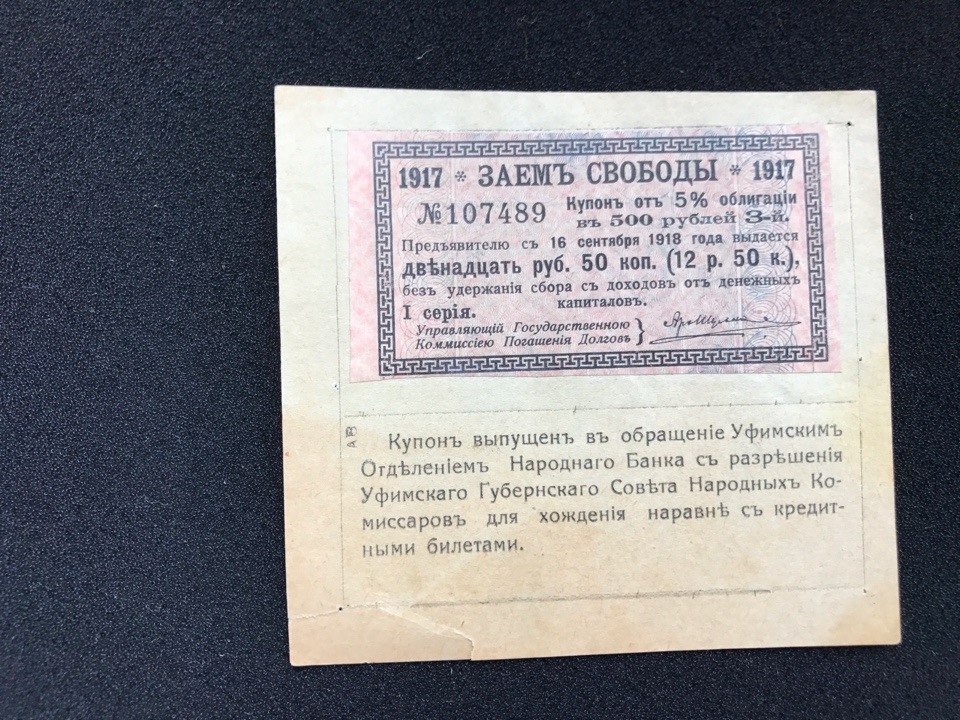 1917 * ЗАЕМЪ СВОБОДЫ * 1917
№107489 Купонъ отъ 5% облигаціи
въ 500 рублей 3-й.
Предъявителю съ 16 сентября 1918 года выдается
двѣнадцать руб. 50 коп. (12 р. 50 к.),
безъ удержанія сбора съ доходовъ отъ денежныхъ
капиталовъ.
I серія.
Управляющій Государственною
Коммиссіею Погашенія Долговъ }
АВ
Купонъ выпущен въ обращеніе Уфимскимъ
Отдѣленіемъ Народнаго Банка съ разрѣшенія
Уфимскаго Губернскаго Совѣта Народныхъ Ко-
миссаровъ для хожденія наравнѣ съ кредит-
ными билетами.